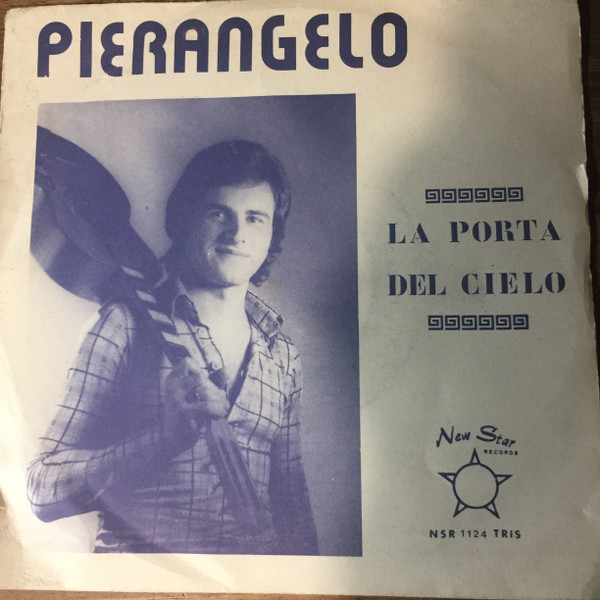 PIERANGELO
LA PORTA
DEL CIELO
New Star
RECORDS
NSR 1124 TRIS